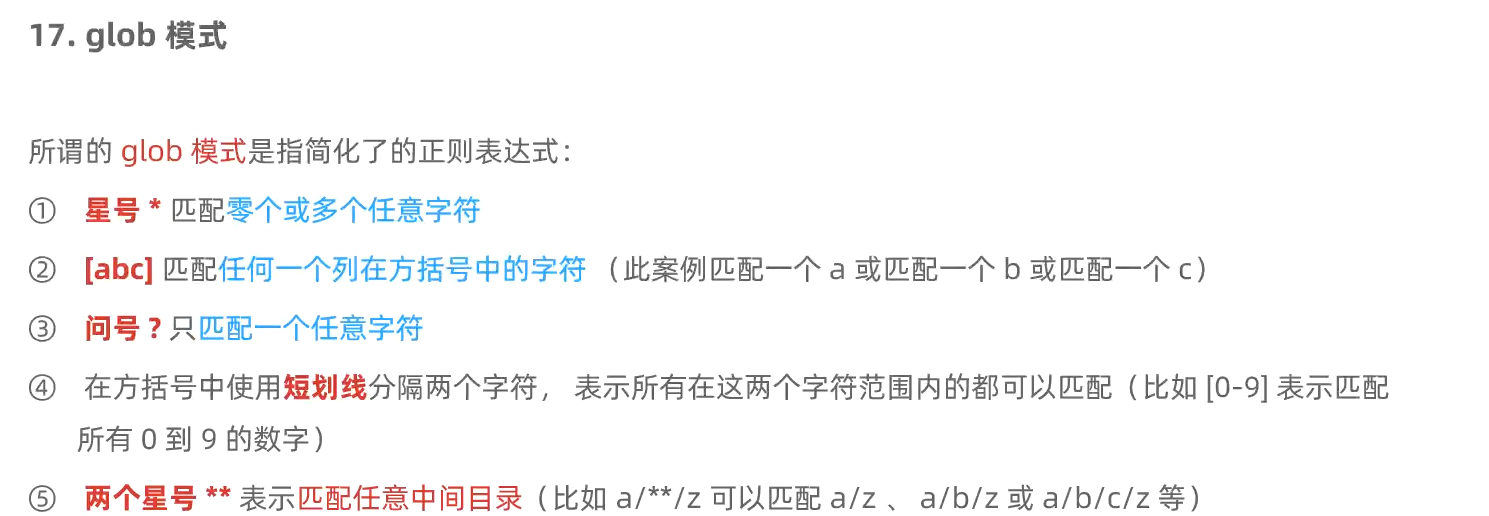 17. glob 模式
所谓的 glob 模式是指简化了的正则表达式：
① 星号 * 匹配零个或多个任意字符
② [abc] 匹配任何一个列在方括号中的字符 （此案例匹配一个 a 或匹配一个 b 或匹配一个 c）
③ 问号 ? 只匹配一个任意字符
④ 在方括号中使用短划线分隔两个字符， 表示所有在这两个字符范围内的都可以匹配（比如 [0-9] 表示匹配
所有 0 到 9 的数字）
⑤ 两个星号 ** 表示匹配任意中间目录（比如 a/**/z 可以匹配 a/z 、 a/b/z 或 a/b/c/z 等）